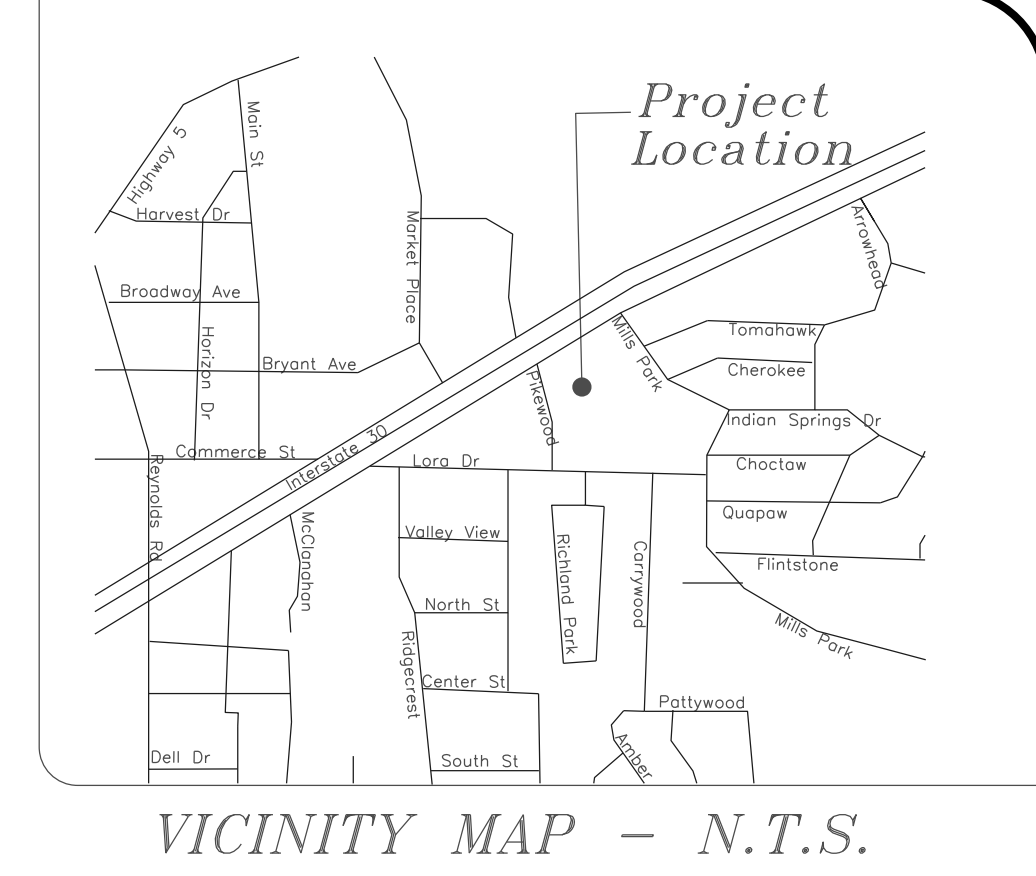 Project
Location
Highway 5
Main St
Harvest Dr
Market Place
Arrowhead
Broadway Ave
Horizon Dr
Bryant Ave
Mills Park
Tomahawk
Cherokee
Pikewood
Indian Springs Dr
Commerce St
Interstate 30
Lora Dr
Choctaw
Reynolds Rd
McClanahan
Valley View
Richland Park
Carrywood
Quapaw
Flintstone
North St
Mills Park
Ridgecrest
Center St
Pattywood
Dell Dr
South St
Amber
VICINITY MAP - N.T.S.